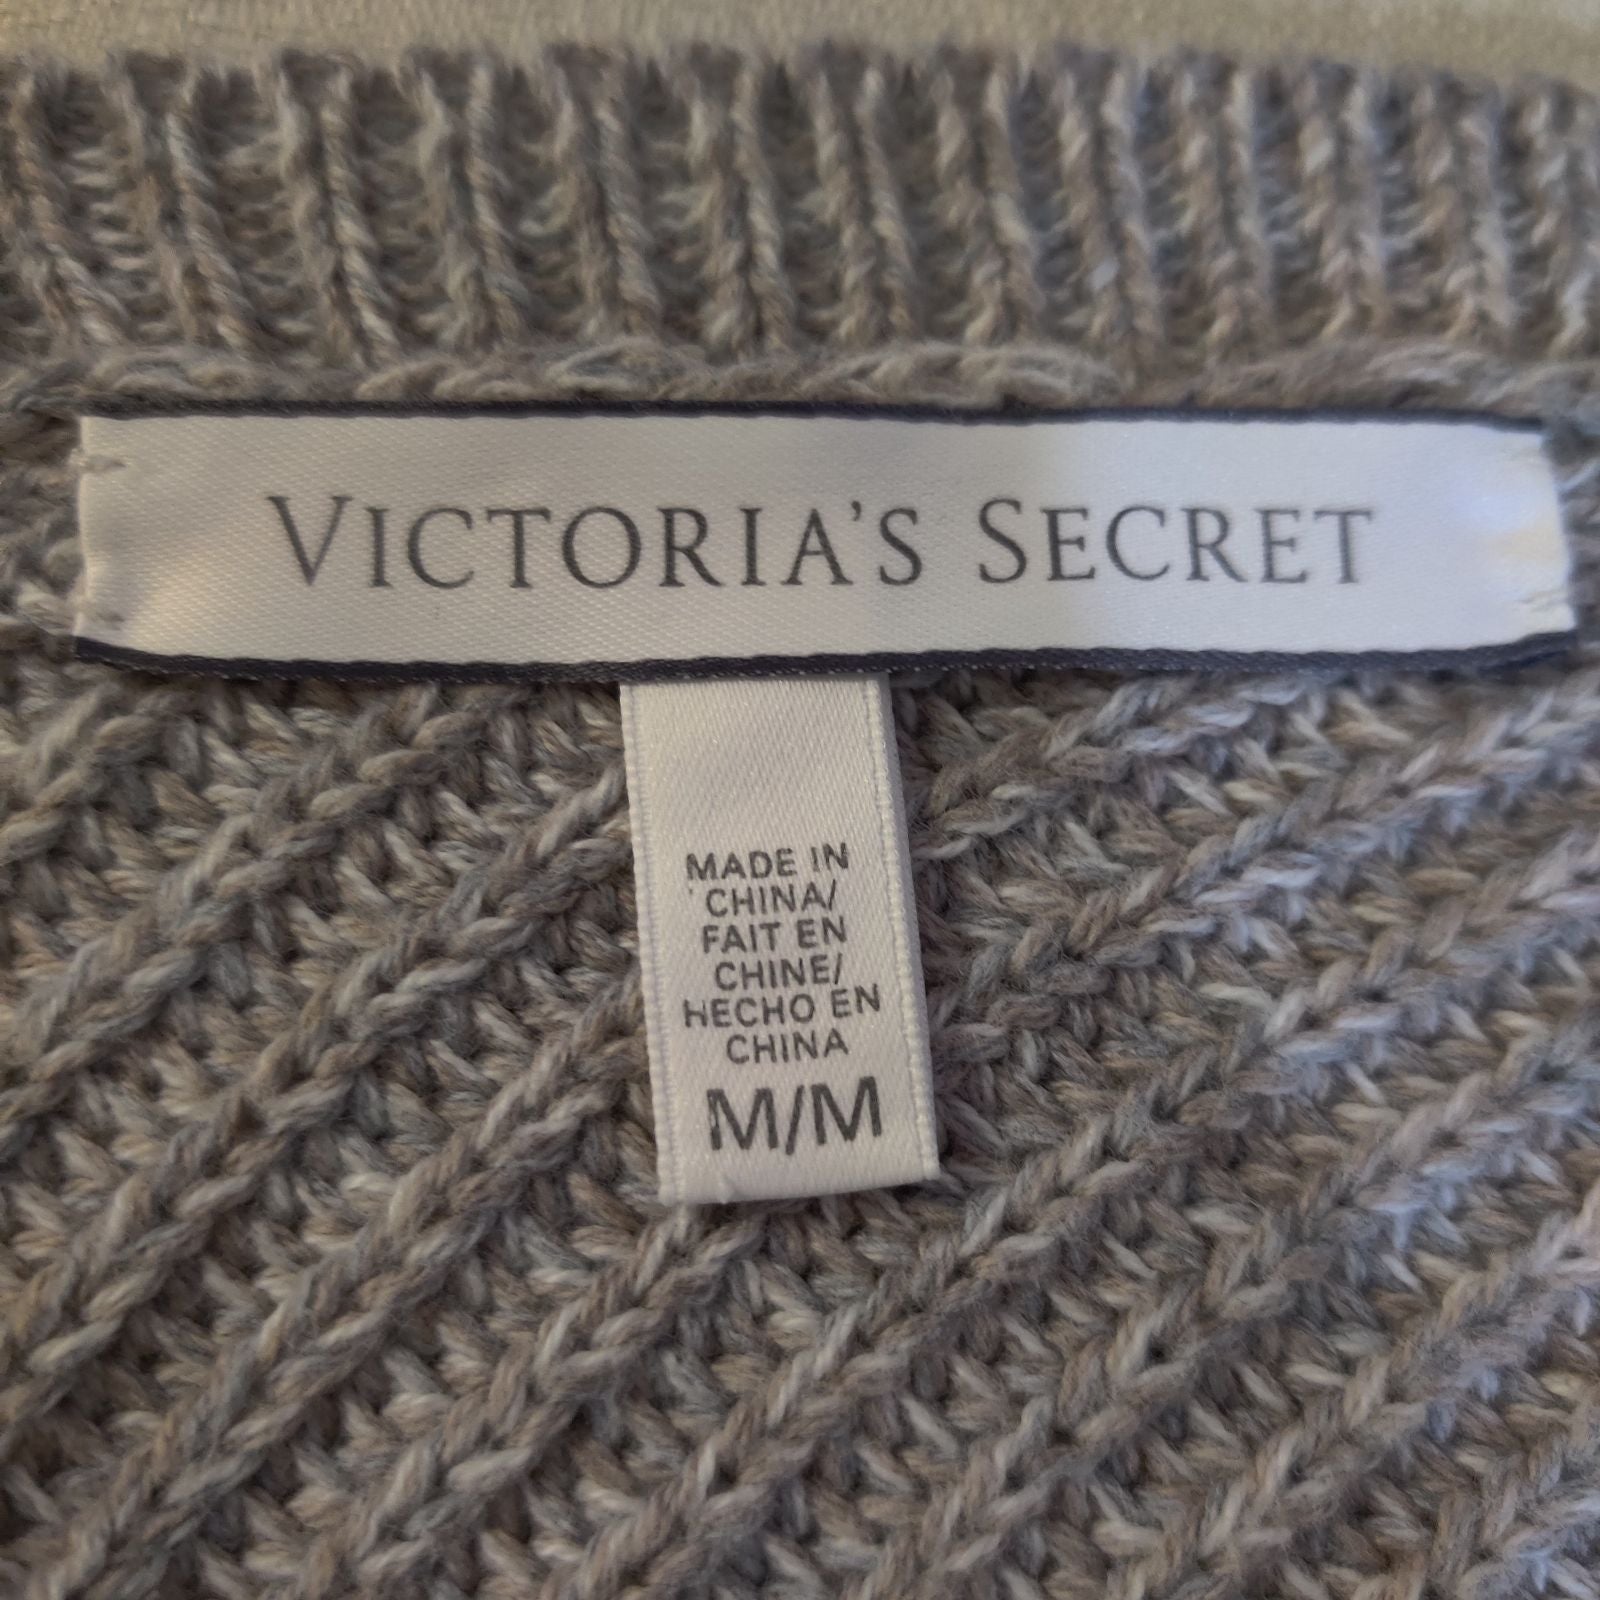 VICTORIA'S SECRET
MADE IN
CHINA/
FAIT EN
CHINE/
HECHO EN
CHINA
M/M